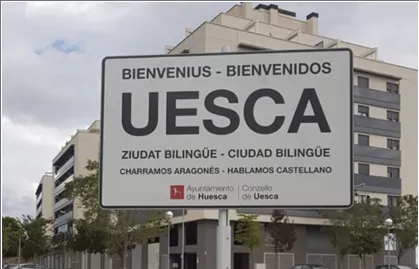 BIENVENIUS - BIENVENIDOS
UESCA
ZIUDAT BILINGÜE - CIUDAD BILINGÜE
CHARRAMOS ARAGONÉS - HABLAMOS CASTELLANO
Ayuntamiento de Huesca
Conzello de Uesca